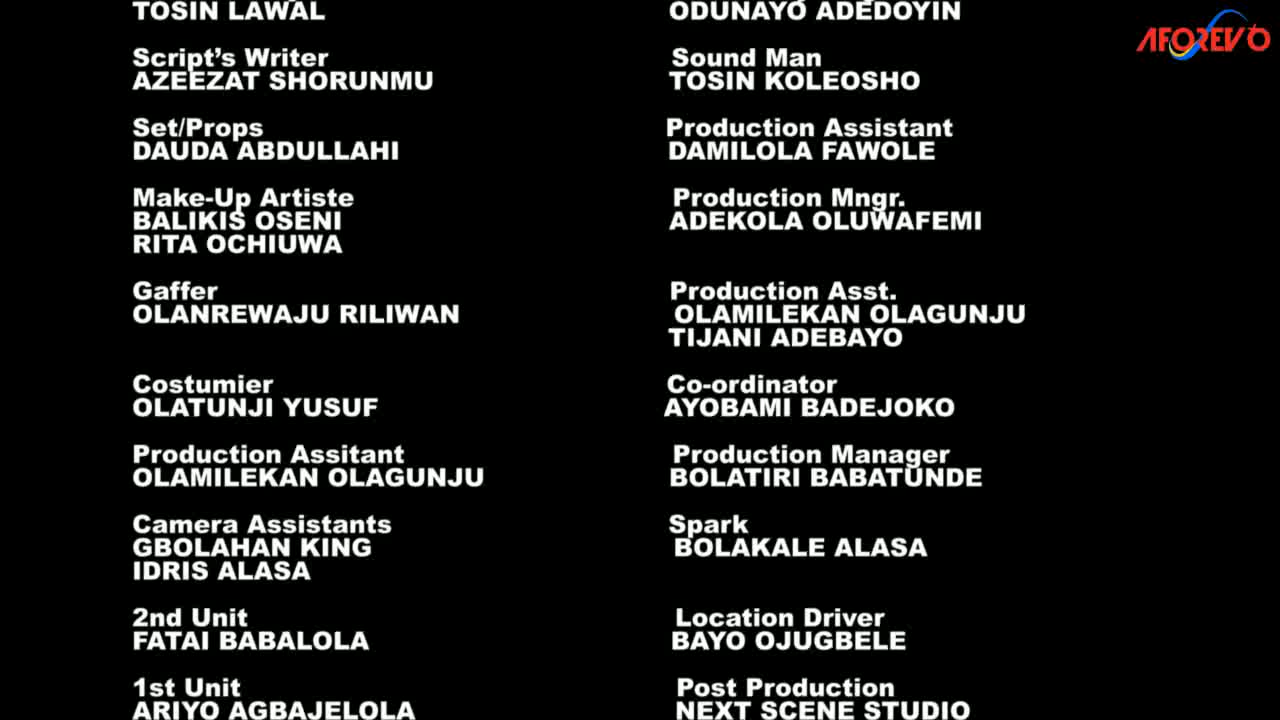 TOSIN LAWAL
Script's Writer
AZEEZAT SHORUNMU
Set/Props
DAUDA ABDULLAHI
Make-Up Artiste
BALIKIS OSENI
RITA OCHIUWA
Gaffer
OLANREWAJU RILIWAN
Costumier
OLATUNJI YUSUF
Production Assitant
OLAMILEKAN OLAGUNJU
Camera Assistants
GBOLAHAN KING
IDRIS ALASA
2nd Unit
FATAI BABALOLA
1st Unit
ARIYO AGBAJELOLA
ODUNAYO ADEDOYIN
Sound Man
TOSIN KOLEOSHO
Production Assistant
DAMILOLA FAWOLE
Production Mngr.
ADEKOLA OLUWAFEMI
Production Asst.
OLAMILEKAN OLAGUNJU
TIJANI ADEBAYO
Co-ordinator
AYOBAMI BADEJOKO
Production Manager
BOLATIRI BABATUNDE
Spark
BOLAKALE ALASA
Location Driver
BAYO OJUGBELE
Post Production
NEXT SCENE STUDIO
AFOREVO